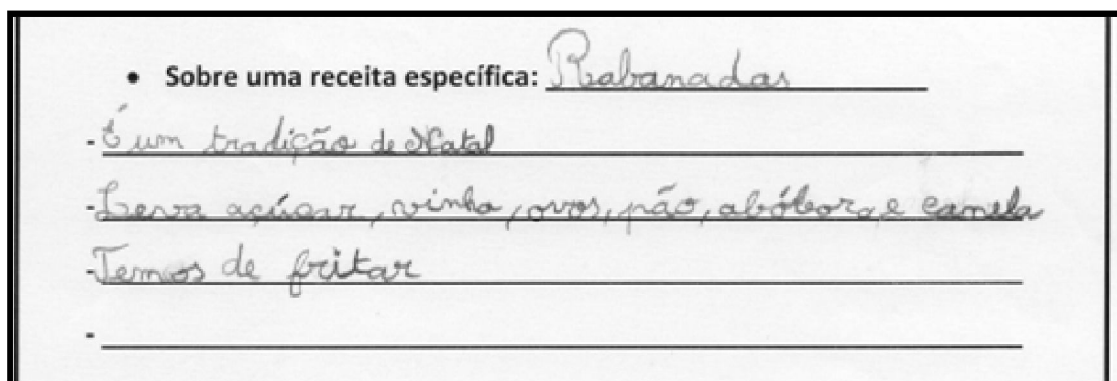 • Sobre uma receita específica: Rabanadas
- É um tradição de Natal
- Leva açúcar, vinho, ovos, pão, abóbora, e canela
- Temos de fritar
-